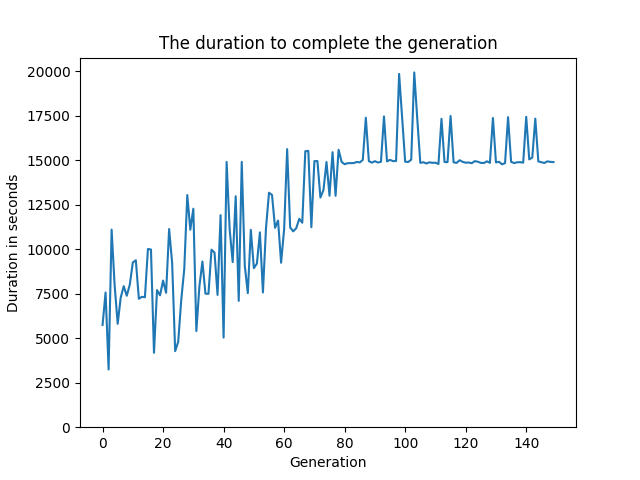 The duration to complete the generation
20000
17500
15000
12500
10000
7500
5000
2500
0
Duration in seconds
0 20 40 60 80 100 120 140
Generation